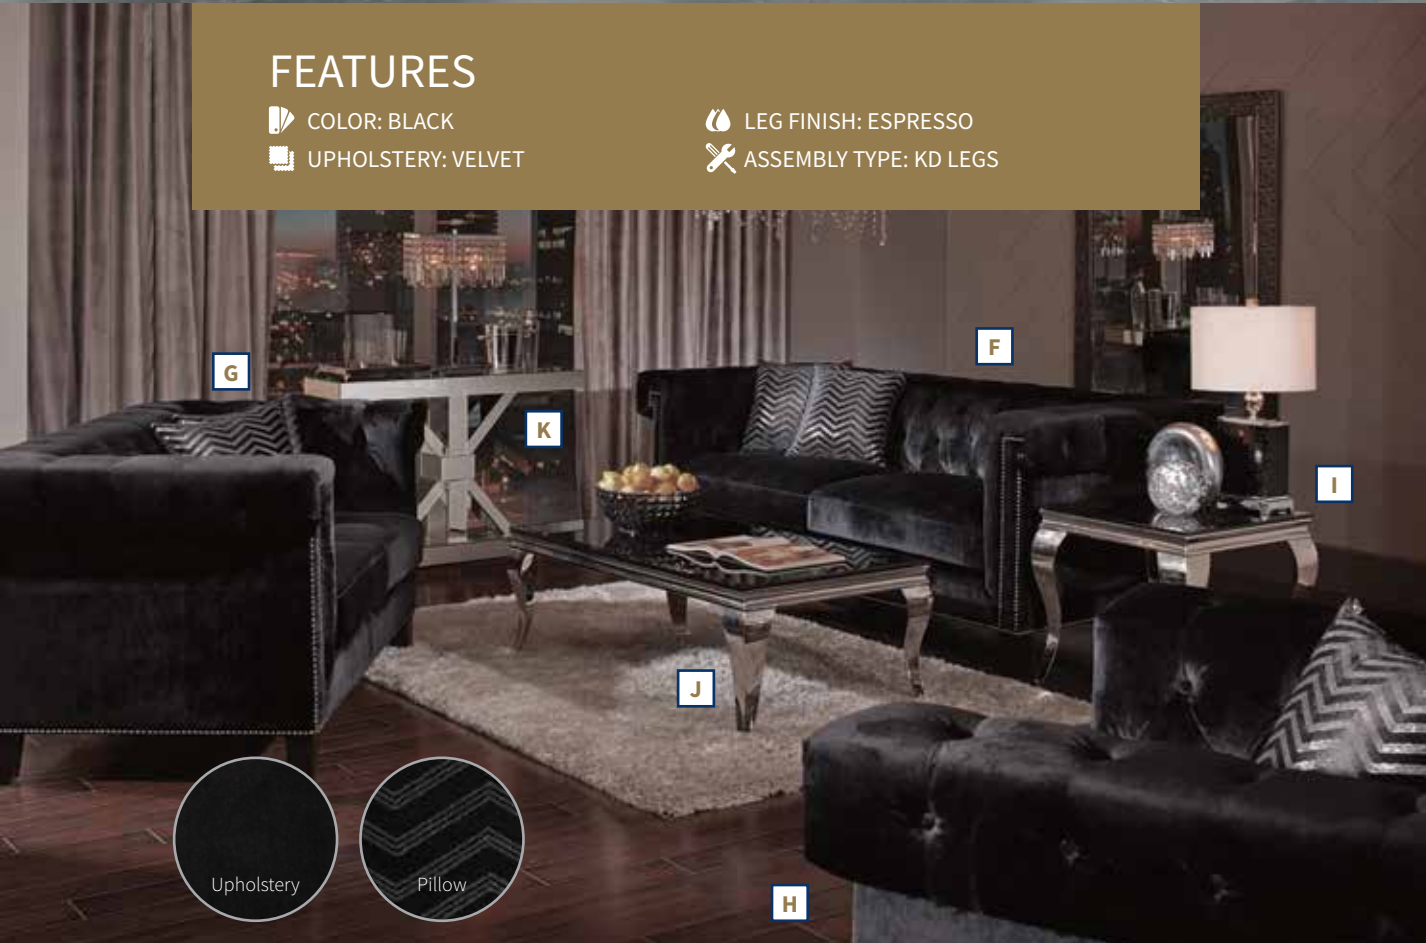 FEATURES
COLOR: BLACK
UPHOLSTERY: VELVET
LEG FINISH: ESPRESSO
ASSEMBLY TYPE: KD LEGS
F
G
K
I
J
Upholstery
Pillow
H